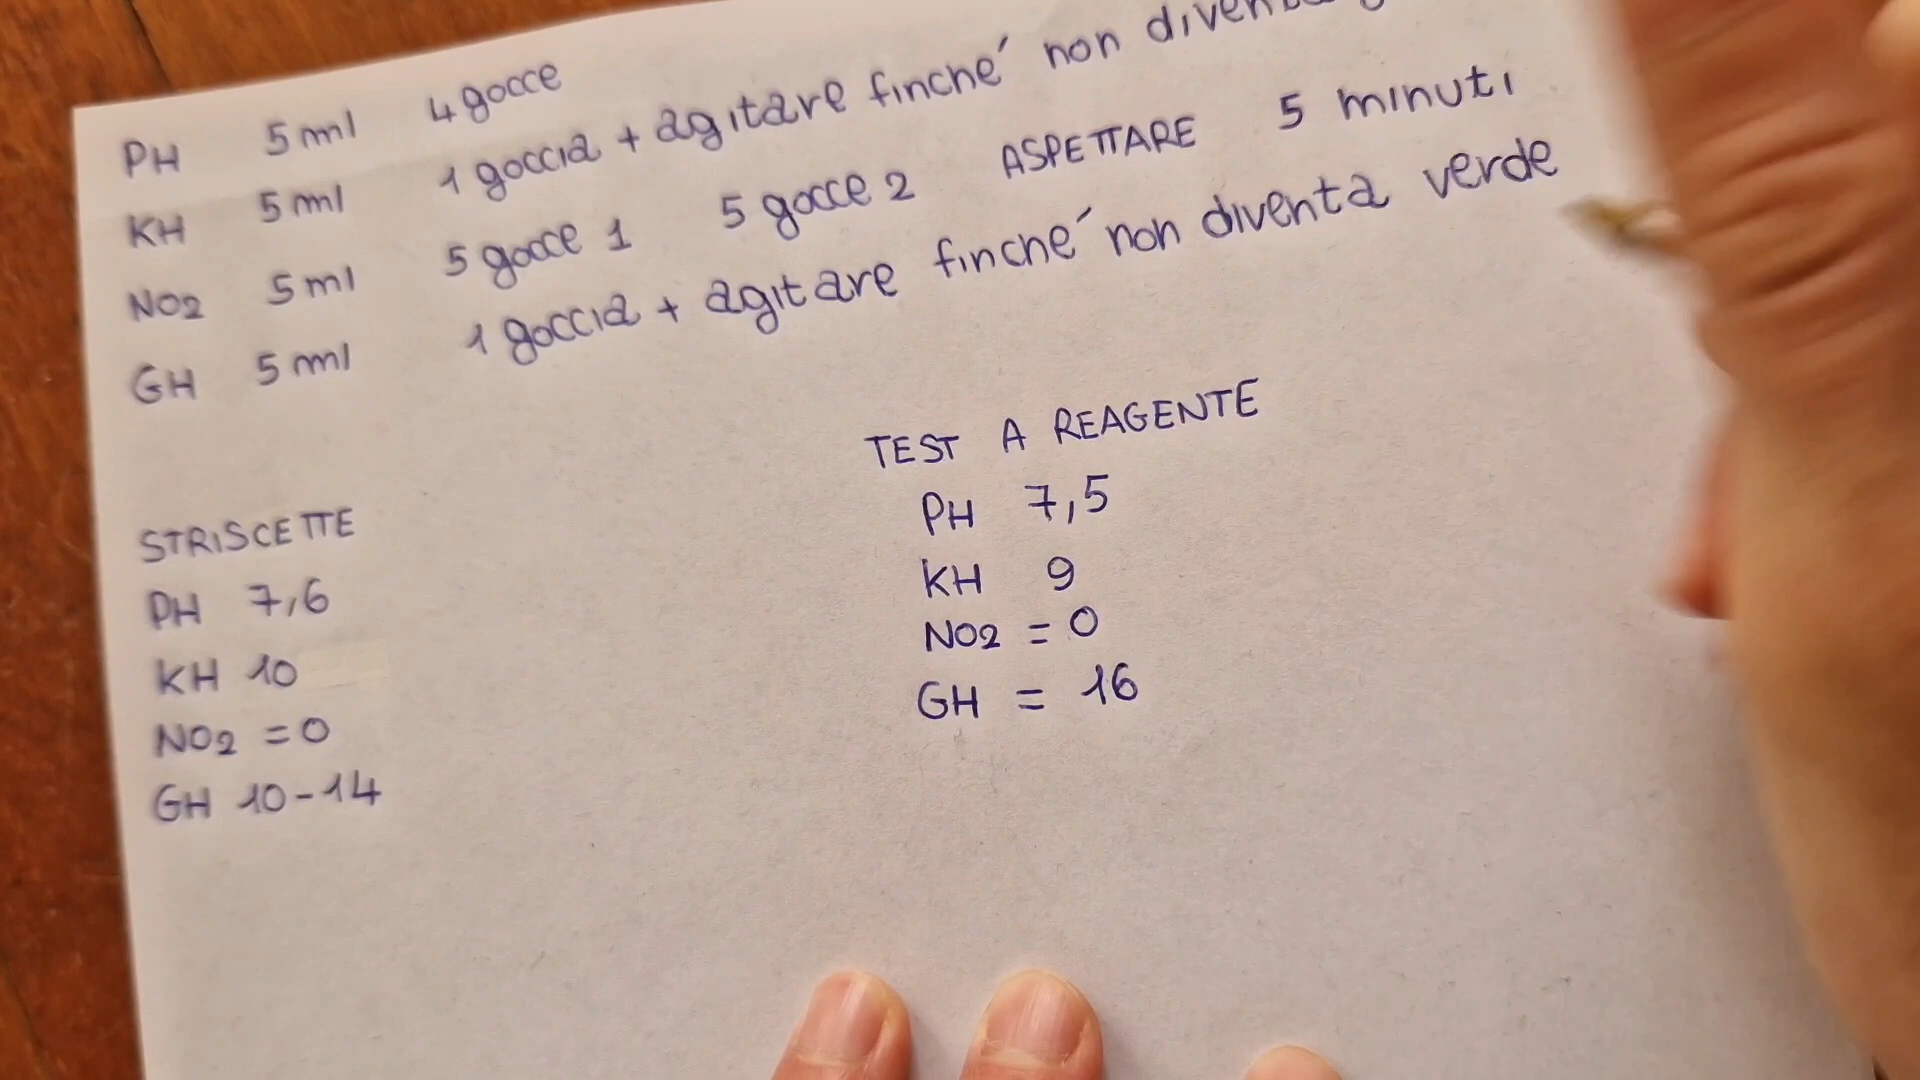 PH 5 ml 4 gocce
KH 5 ml 1 goccia + agitare finché non
NO2 5 ml 5 gocce 1 5 gocce 2 ASPETTARE 5 minuti
GH 5 ml 1 goccia + agitare finché non diventa verde
STRISCETTE
PH 7,6
KH 10
NO2 = 0
GH 10-14
TEST A REAGENTE
PH 7,5
KH 9
NO2 = 0
GH = 16